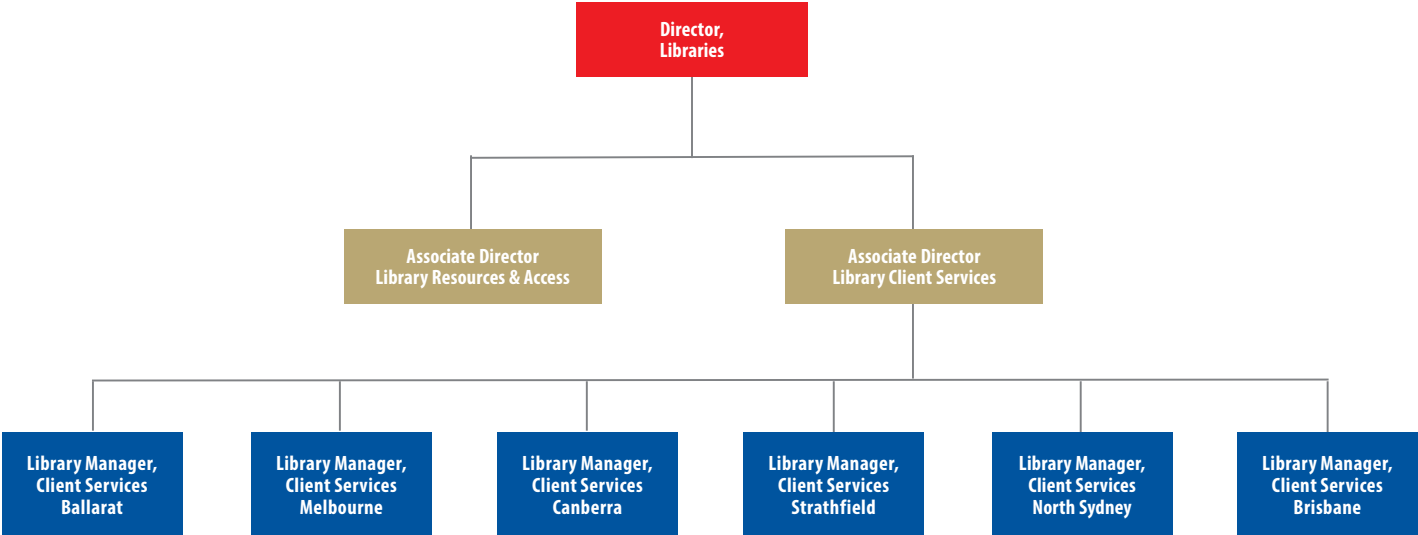 Director,
Libraries
Associate Director
Library Resources & Access
Associate Director
Library Client Services
Library Manager,
Client Services
Ballarat
Library Manager,
Client Services
Melbourne
Library Manager,
Client Services
Canberra
Library Manager,
Client Services
Strathfield
Library Manager,
Client Services
North Sydney
Library Manager,
Client Services
Brisbane